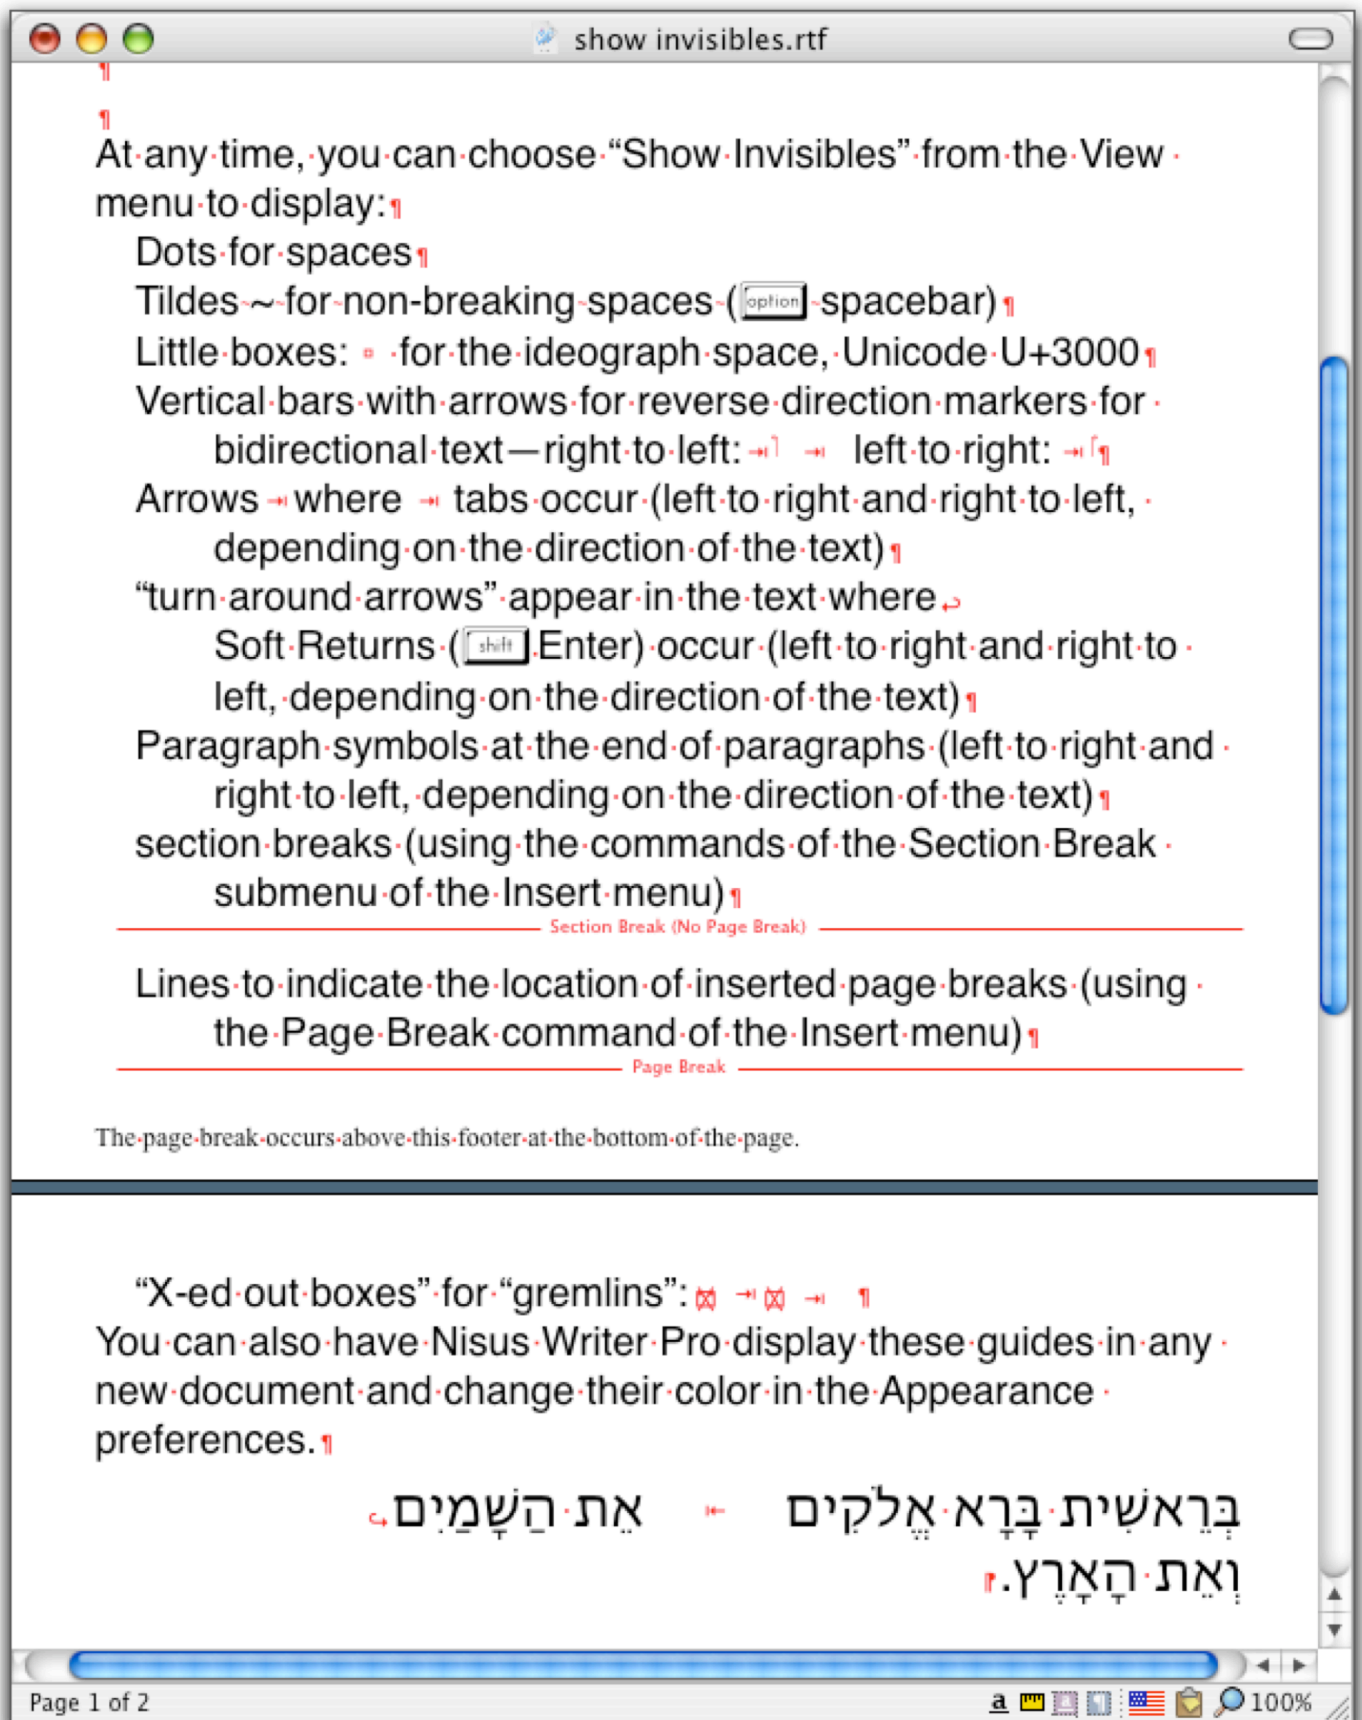 show invisibles.rtf
¶
¶
At·any·time,·you·can·choose·“Show·Invisibles”·from·the·View·
menu·to·display:¶
Dots·for·spaces¶
Tildes~~~for~non-breaking~spaces~(option~spacebar)¶
Little·boxes: ¤ ·for·the·ideograph·space,·Unicode·U+3000¶
Vertical·bars·with·arrows·for·reverse·direction·markers·for·
bidirectional·text—right·to·left:⇥˥ ⇥ left·to·right: ⇥˹¶
Arrows⇥where ⇥ tabs·occur·(left·to·right·and·right·to·left,·
depending·on·the·direction·of·the·text)¶
“turn·around·arrows”·appear·in·the·text·where↩
Soft·Returns·(shift·Enter)·occur·(left·to·right·and·right·to·
left,·depending·on·the·direction·of·the·text)¶
Paragraph·symbols·at·the·end·of·paragraphs·(left·to·right·and·
right·to·left,·depending·on·the·direction·of·the·text)¶
section·breaks·(using·the·commands·of·the·Section·Break·
submenu·of·the·Insert·menu)¶
Section Break (No Page Break)
Lines·to·indicate·the·location·of·inserted·page·breaks·(using·
the·Page·Break·command·of·the·Insert·menu)¶
Page Break
The·page·break·occurs·above·this·footer·at·the·bottom·of·the·page.
“X-ed·out·boxes”·for·“gremlins”:☒ ⇥☒ ⇥ ¶
You·can·also·have·Nisus·Writer·Pro·display·these·guides·in·any·
new·document·and·change·their·color·in·the·Appearance·
preferences.¶
בְּרֵאשִׁית·בָּרָא·אֱלֹקִים ⇤ אֵת·הַשָּׁמַיִם↪
וְאֵת·הָאָרֶץ.⁋
Page 1 of 2 a 100%